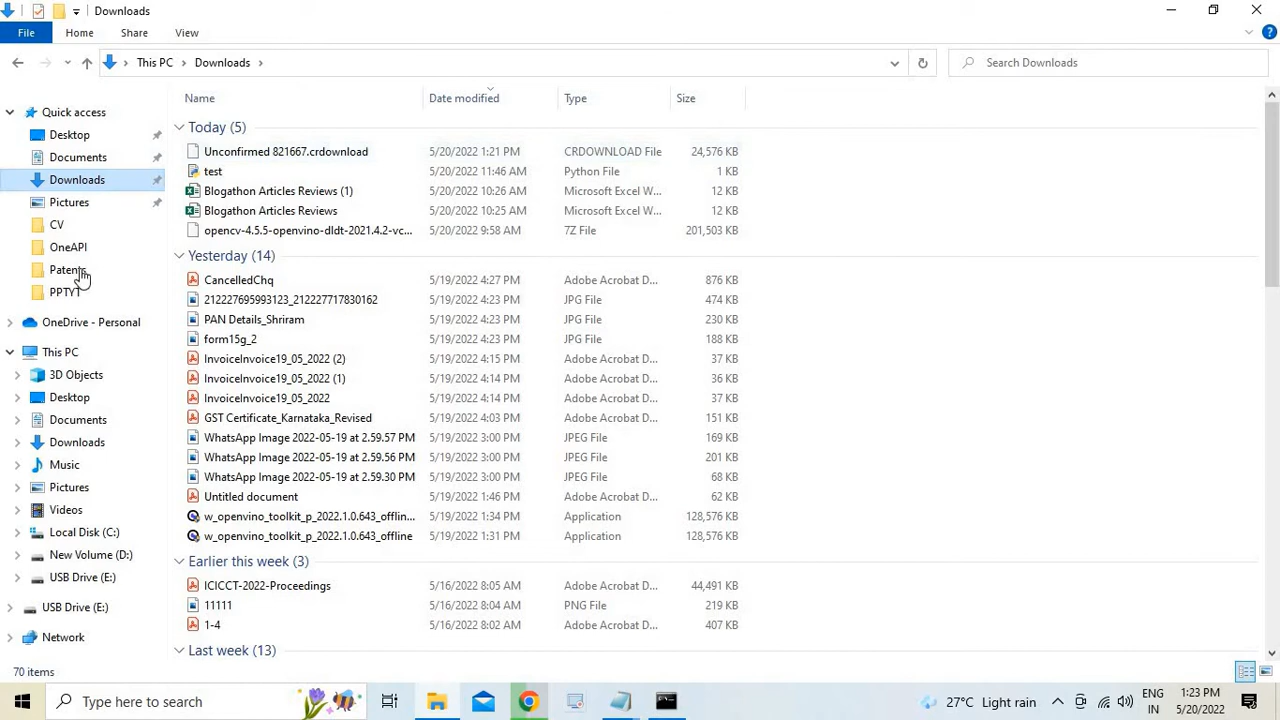 Downloads
File Home Share View
This PC > Downloads >
Search Downloads
Name Date modified Type Size
Quick access
Desktop
Documents
Downloads
Pictures
CV
OneAPI
Patents
PPTYT
OneDrive - Personal
This PC
3D Objects
Desktop
Documents
Downloads
Music
Pictures
Videos
Local Disk (C:)
New Volume (D:)
USB Drive (E:)
USB Drive (E:)
Network
Today (5)
Unconfirmed 821667.crdownload 5/20/2022 1:21 PM CRDOWNLOAD File 24,576 KB
test 5/20/2022 11:46 AM Python File 1 KB
Blogathon Articles Reviews (1) 5/20/2022 10:26 AM Microsoft Excel W... 12 KB
Blogathon Articles Reviews 5/20/2022 10:25 AM Microsoft Excel W... 12 KB
opencv-4.5.5-openvino-dldt-2021.4.2-vc... 5/20/2022 9:58 AM 7Z File 201,503 KB
Yesterday (14)
CancelledChq 5/19/2022 4:27 PM Adobe Acrobat D... 876 KB
212227695993123_212227717830162 5/19/2022 4:23 PM JPG File 474 KB
PAN Details_Shriram 5/19/2022 4:23 PM JPG File 230 KB
form15g_2 5/19/2022 4:23 PM JPG File 188 KB
InvoiceInvoice19_05_2022 (2) 5/19/2022 4:15 PM Adobe Acrobat D... 37 KB
InvoiceInvoice19_05_2022 (1) 5/19/2022 4:14 PM Adobe Acrobat D... 36 KB
InvoiceInvoice19_05_2022 5/19/2022 4:14 PM Adobe Acrobat D... 37 KB
GST Certificate_Karnataka_Revised 5/19/2022 4:03 PM Adobe Acrobat D... 151 KB
WhatsApp Image 2022-05-19 at 2.59.57 PM 5/19/2022 3:00 PM JPEG File 169 KB
WhatsApp Image 2022-05-19 at 2.59.56 PM 5/19/2022 3:00 PM JPEG File 201 KB
WhatsApp Image 2022-05-19 at 2.59.30 PM 5/19/2022 3:00 PM JPEG File 68 KB
Untitled document 5/19/2022 1:46 PM Adobe Acrobat D... 62 KB
w_openvino_toolkit_p_2022.1.0.643_offlin... 5/19/2022 1:34 PM Application 128,576 KB
w_openvino_toolkit_p_2022.1.0.643_offline 5/19/2022 1:31 PM Application 128,576 KB
Earlier this week (3)
ICICCT-2022-Proceedings 5/16/2022 8:05 AM Adobe Acrobat D... 44,491 KB
11111 5/16/2022 8:04 AM PNG File 219 KB
1-4 5/16/2022 8:02 AM Adobe Acrobat D... 407 KB
Last week (13)
70 items
Type here to search
27°C Light rain
ENG
IN
1:23 PM
5/20/2022